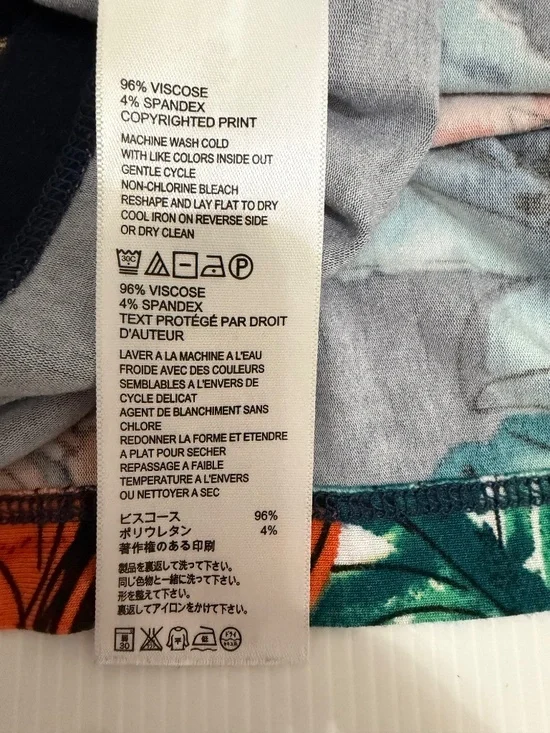 96% VISCOSE
4% SPANDEX
COPYRIGHTED PRINT
MACHINE WASH COLD
WITH LIKE COLORS INSIDE OUT
GENTLE CYCLE
NON-CHLORINE BLEACH
RESHAPE AND LAY FLAT TO DRY
COOL IRON ON REVERSE SIDE
OR DRY CLEAN
30C P
96% VISCOSE
4% SPANDEX
TEXT PROTÉGÉ PAR DROIT
D'AUTEUR
LAVER A LA MACHINE A L'EAU
FROIDE AVEC DES COULEURS
SEMBLABLES A L'ENVERS DE
CYCLE DELICAT
AGENT DE BLANCHIMENT SANS
CHLORE
REDONNER LA FORME ET ETENDRE
A PLAT POUR SECHER
REPASSAGE A FAIBLE
TEMPERATURE A L'ENVERS
OU NETTOYER A SEC
ビスコース 96%
ポリウレタン 4%
著作権のある印刷
製品を裏返して洗って下さい。
同じ色物と一緒に洗って下さい。
形を整えて下さい。
裏返してアイロンをかけて下さい。
30 平 低 ドライ